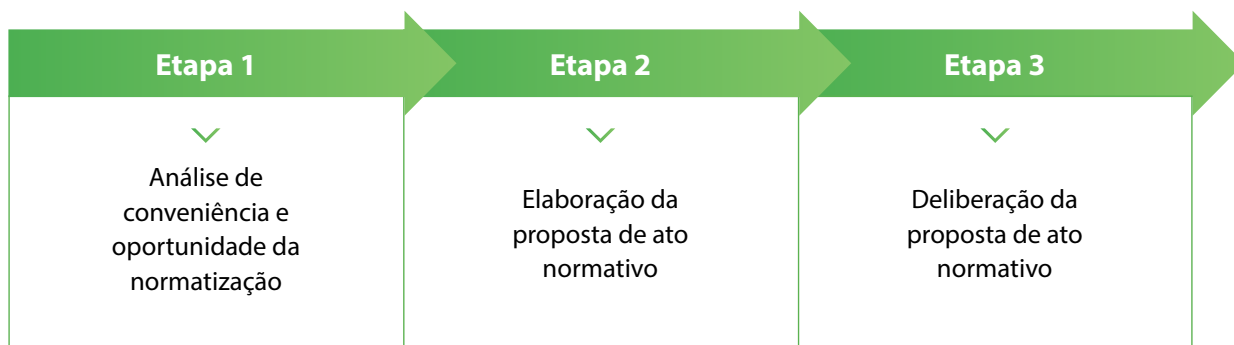 Etapa 1
Análise de
conveniência e
oportunidade da
normatização
Etapa 2
Elaboração da
proposta de ato
normativo
Etapa 3
Deliberação da
proposta de ato
normativo